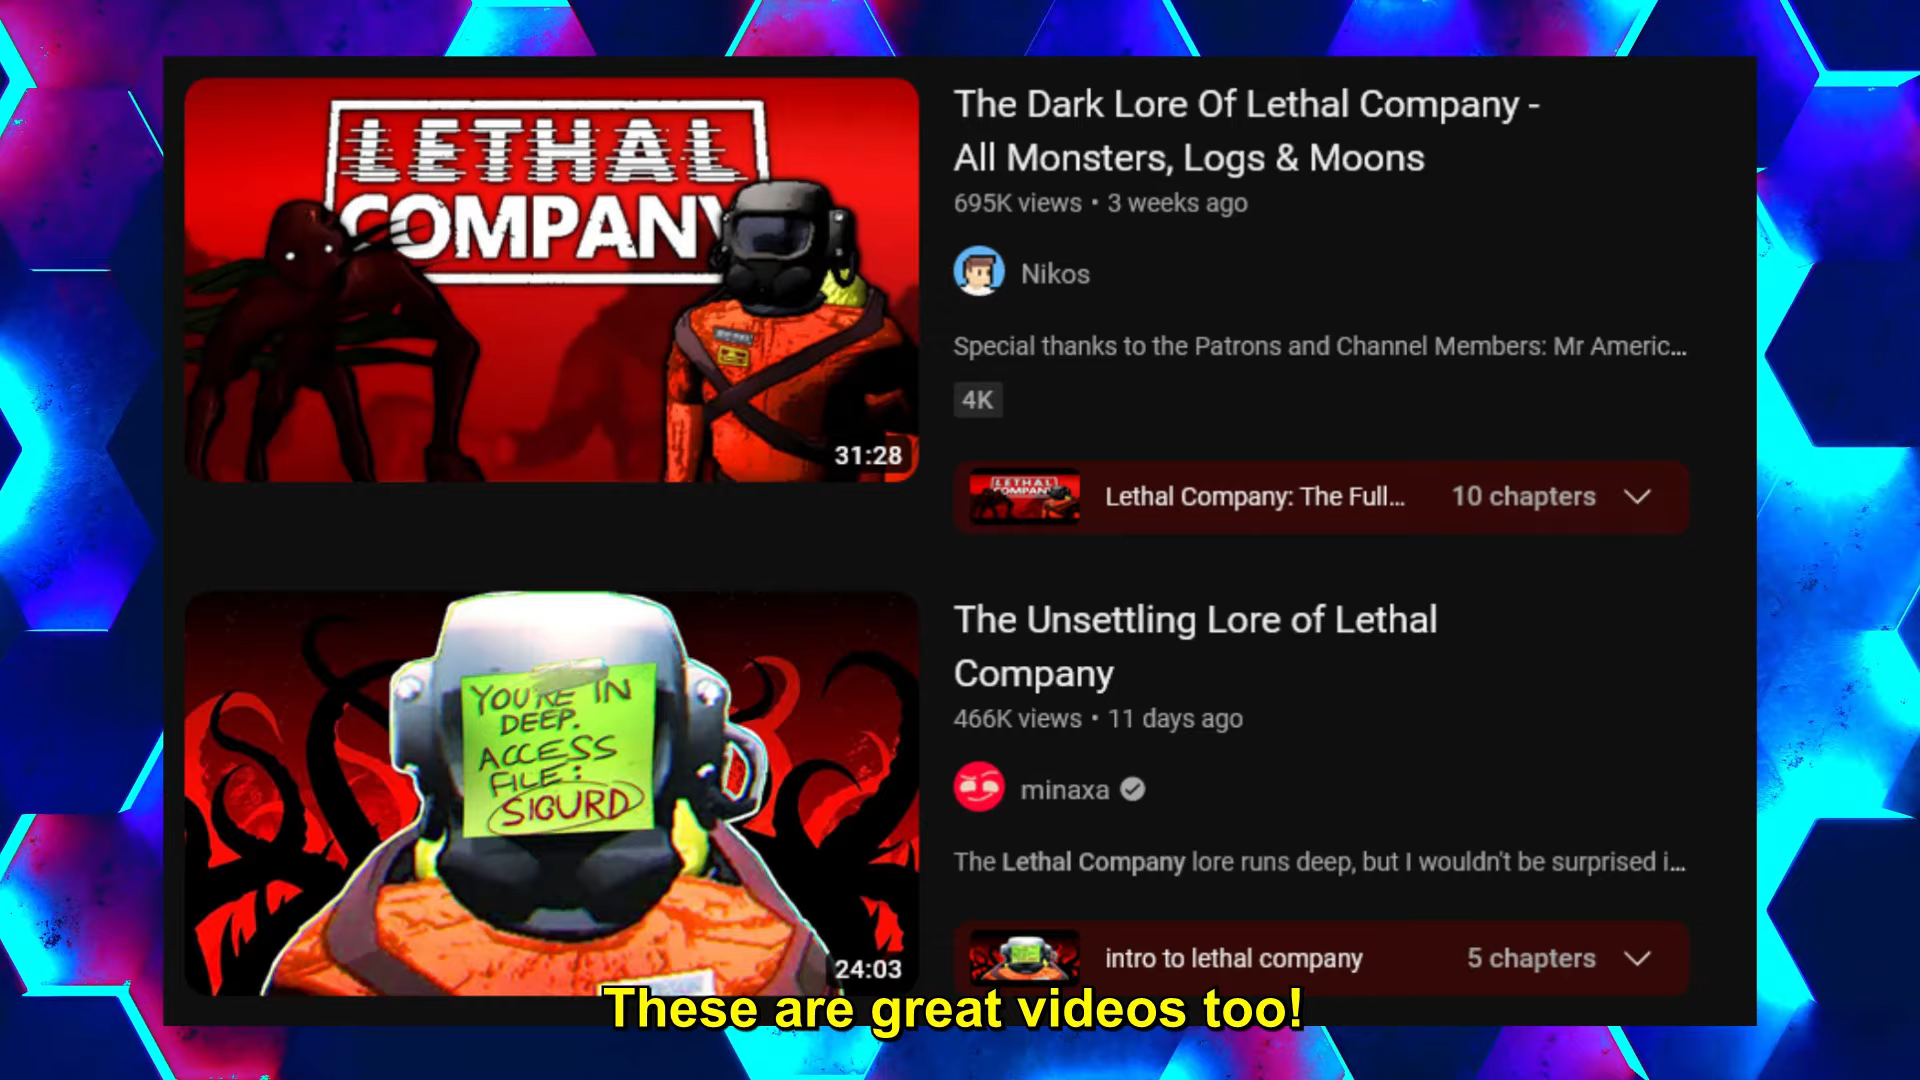 LETHAL
COMPANY
31:28
The Dark Lore Of Lethal Company -
All Monsters, Logs & Moons
695K views • 3 weeks ago
Nikos
Special thanks to the Patrons and Channel Members: Mr Americ...
4K
LETHAL
COMPANY
Lethal Company: The Full...
10 chapters
YOU'RE IN
DEEP.
ACCESS
FILE:
SIGURD
24:03
The Unsettling Lore of Lethal
Company
466K views • 11 days ago
minaxa
The Lethal Company lore runs deep, but I wouldn't be surprised i...
intro to lethal company
5 chapters
These are great videos too!